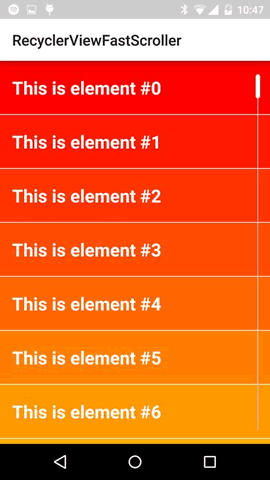 10:47
RecyclerViewFastScroller
This is element #0
This is element #1
This is element #2
This is element #3
This is element #4
This is element #5
This is element #6